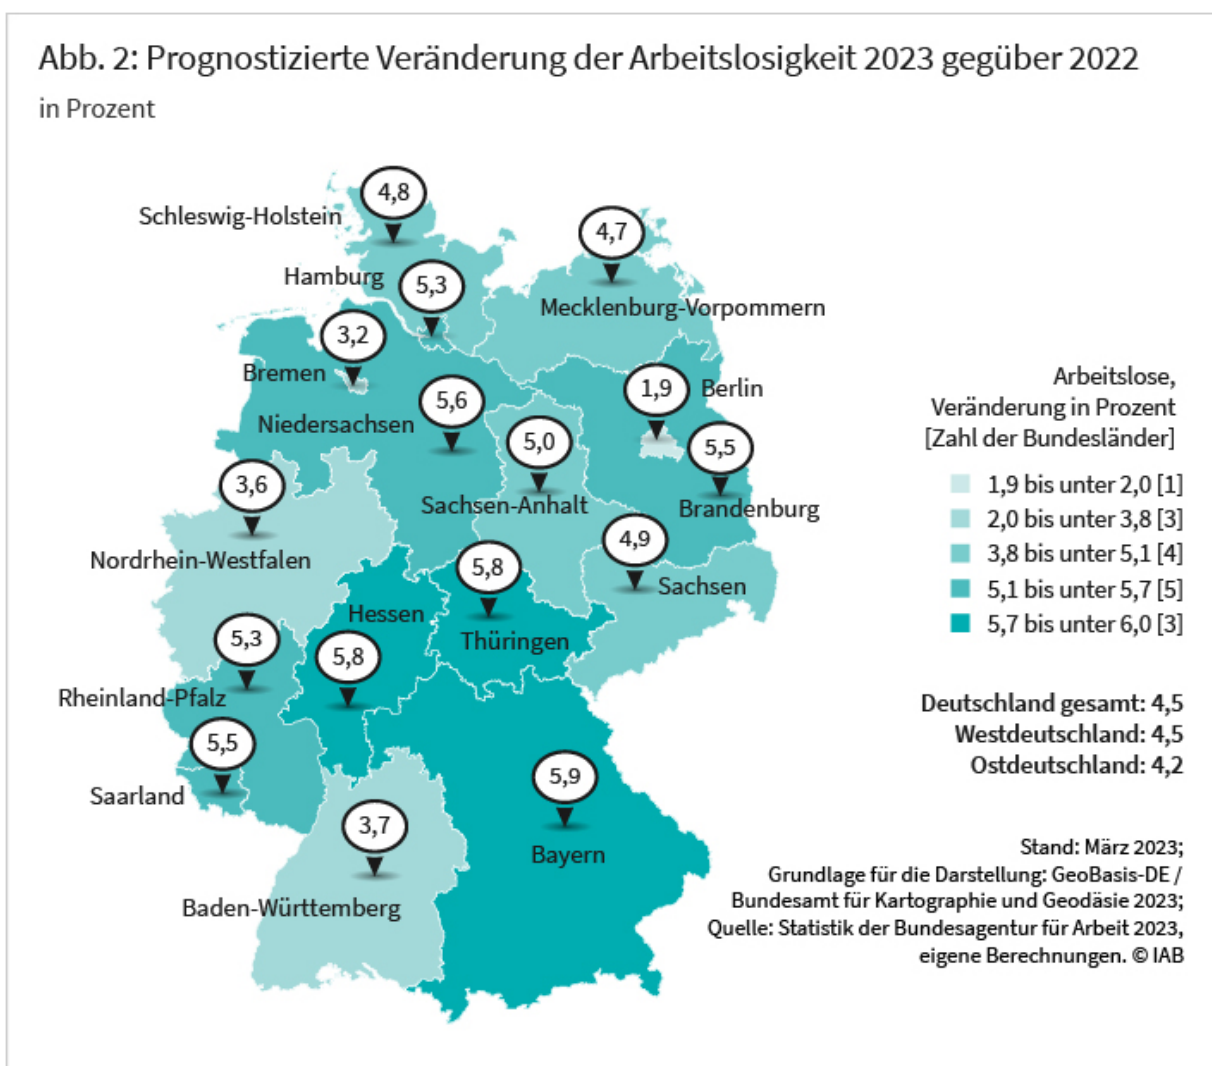 Abb. 2: Prognostizierte Veränderung der Arbeitslosigkeit 2023 gegüber 2022
in Prozent
4,8
Schleswig-Holstein
4,7
Hamburg
5,3
Mecklenburg-Vorpommern
3,2
Bremen
1,9
Berlin
5,6
Niedersachsen
5,0
5,5
Sachsen-Anhalt
Brandenburg
3,6
Nordrhein-Westfalen
4,9
Sachsen
5,8
Thüringen
Hessen
5,8
5,3
Rheinland-Pfalz
5,5
Saarland
5,9
Bayern
3,7
Baden-Württemberg
Arbeitslose,
Veränderung in Prozent
[Zahl der Bundesländer]
1,9 bis unter 2,0 [1]
2,0 bis unter 3,8 [3]
3,8 bis unter 5,1 [4]
5,1 bis unter 5,7 [5]
5,7 bis unter 6,0 [3]
Deutschland gesamt: 4,5
Westdeutschland: 4,5
Ostdeutschland: 4,2
Stand: März 2023;
Grundlage für die Darstellung: GeoBasis-DE /
Bundesamt für Kartographie und Geodäsie 2023;
Quelle: Statistik der Bundesagentur für Arbeit 2023,
eigene Berechnungen. © IAB